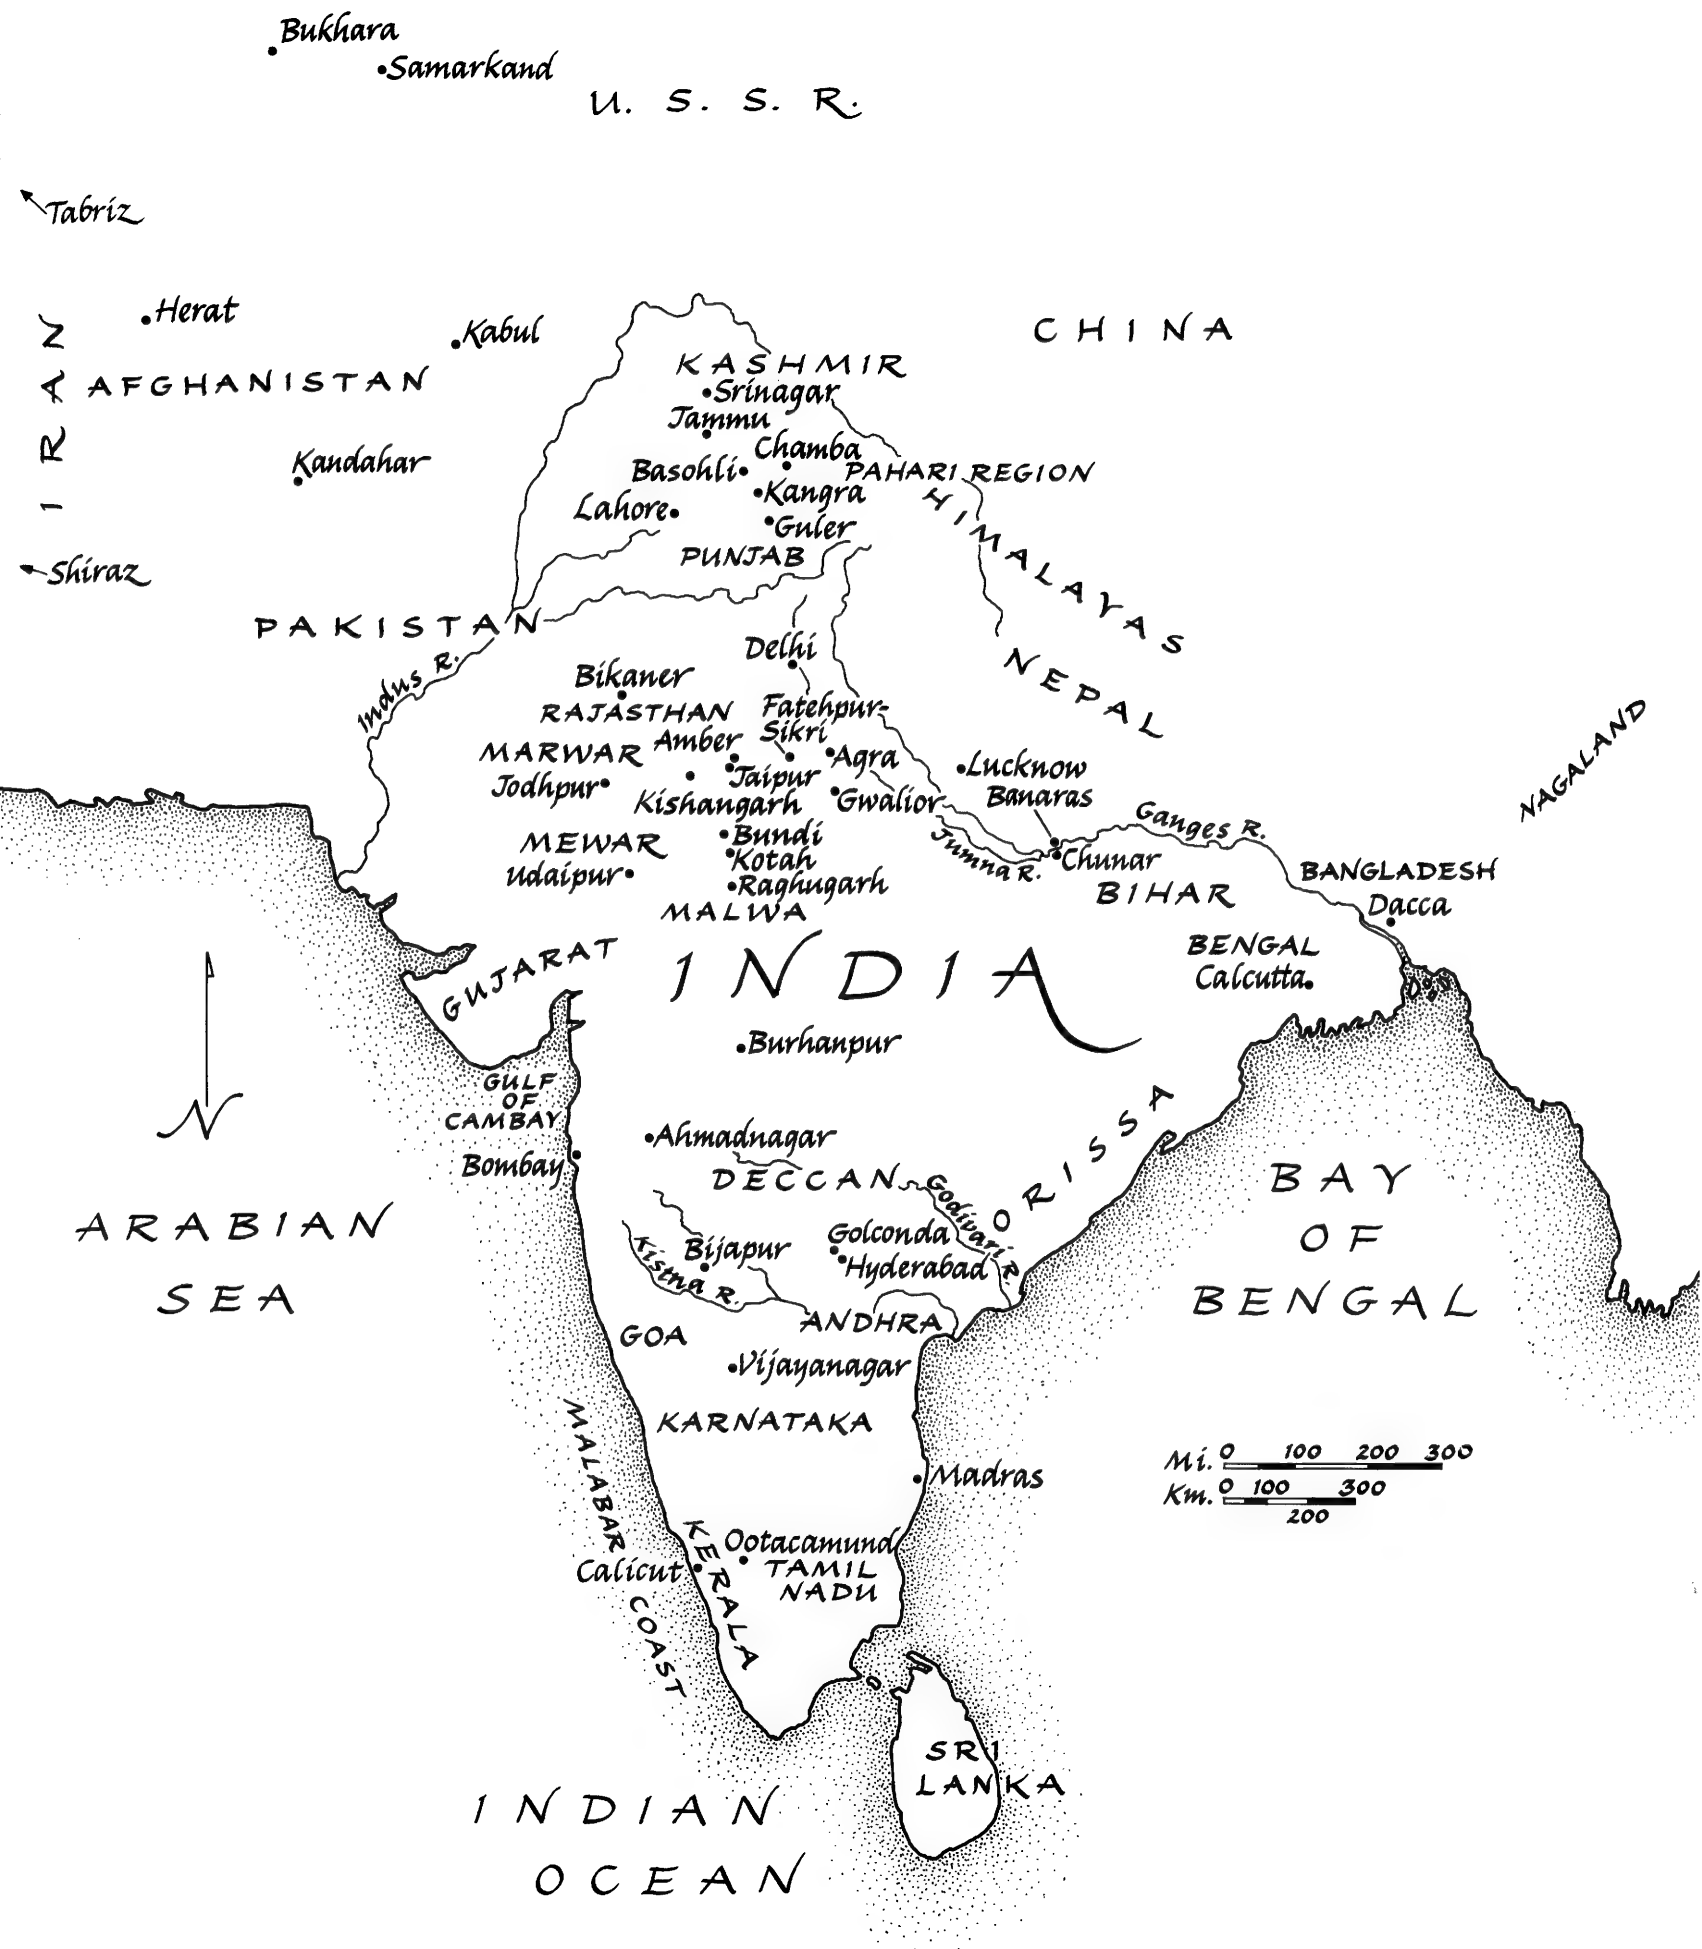 Bukhara
Samarkand
U. S. S. R.
Tabriz
Herat
Kabul
IRAN
AFGHANISTAN
CHINA
KASHMIR
Srinagar
Jammu
Chamba
Basohli
PAHARI REGION
Kandahar
Kangra
Lahore
Guler
HIMALAYAS
PUNJAB
Shiraz
PAKISTAN
Indus R.
Delhi
NEPAL
Bikaner
RAJASTHAN
Fatehpur-
Sikri
Amber
MARWAR
Agra
Lucknow
NAGALAND
Jodhpur
Jaipur
Kishangarh
Gwalior
Banaras
Ganges R.
MEWAR
Bundi
Jumna R.
Kotah
Chunar
Udaipur
Raghugarh
BIHAR
BANGLADESH
Dacca
MALWA
GUJARAT
INDIA
BENGAL
Calcutta
Burhanpur
N
GULF
OF
CAMBAY
Ahmadnagar
ORISSA
Bombay
DECCAN
Godivari R.
BAY
OF
BENGAL
ARABIAN
SEA
Golconda
Kistna R.
Bijapur
Hyderabad
GOA
ANDHRA
Vijayanagar
KARNATAKA
MALABAR COAST
Madras
Mi. 0 100 200 300
Km. 0 100 300
200
KERALA
Ootacamund
Calicut
TAMIL
NADU
SRI
LANKA
INDIAN
OCEAN